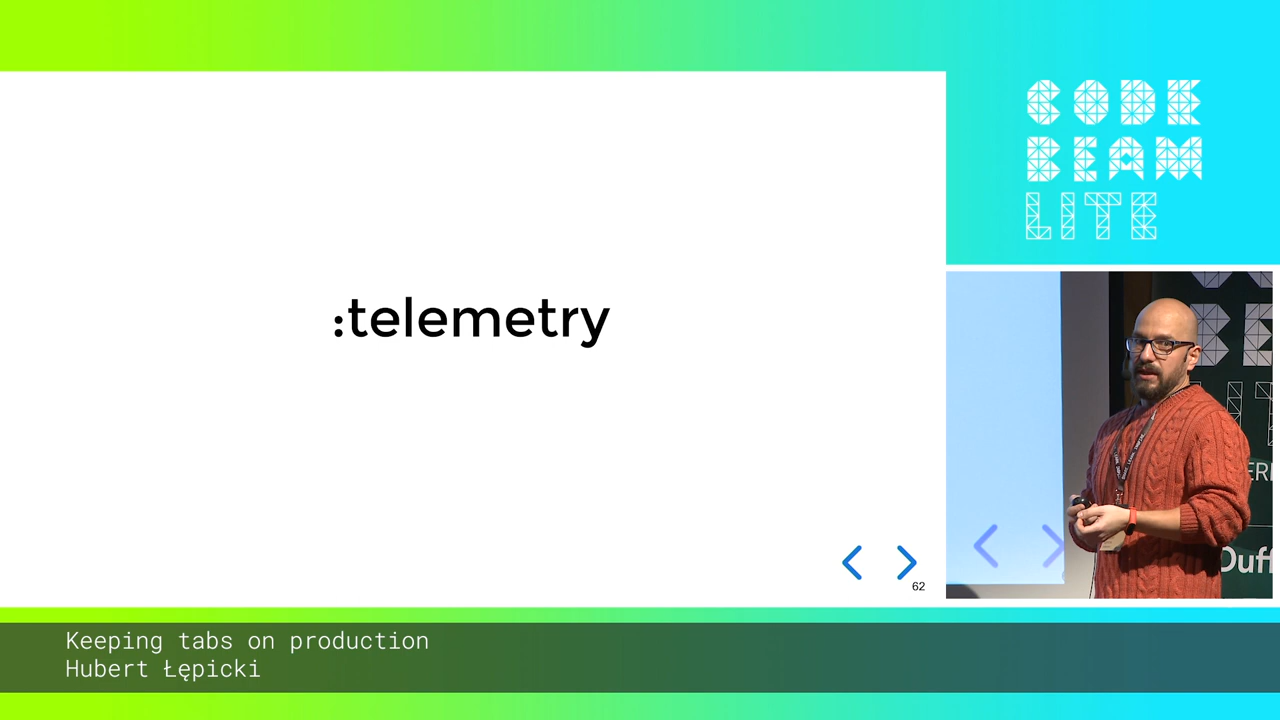 CODE
BEAM
LITE
:telemetry
62
Keeping tabs on production
Hubert Łępicki